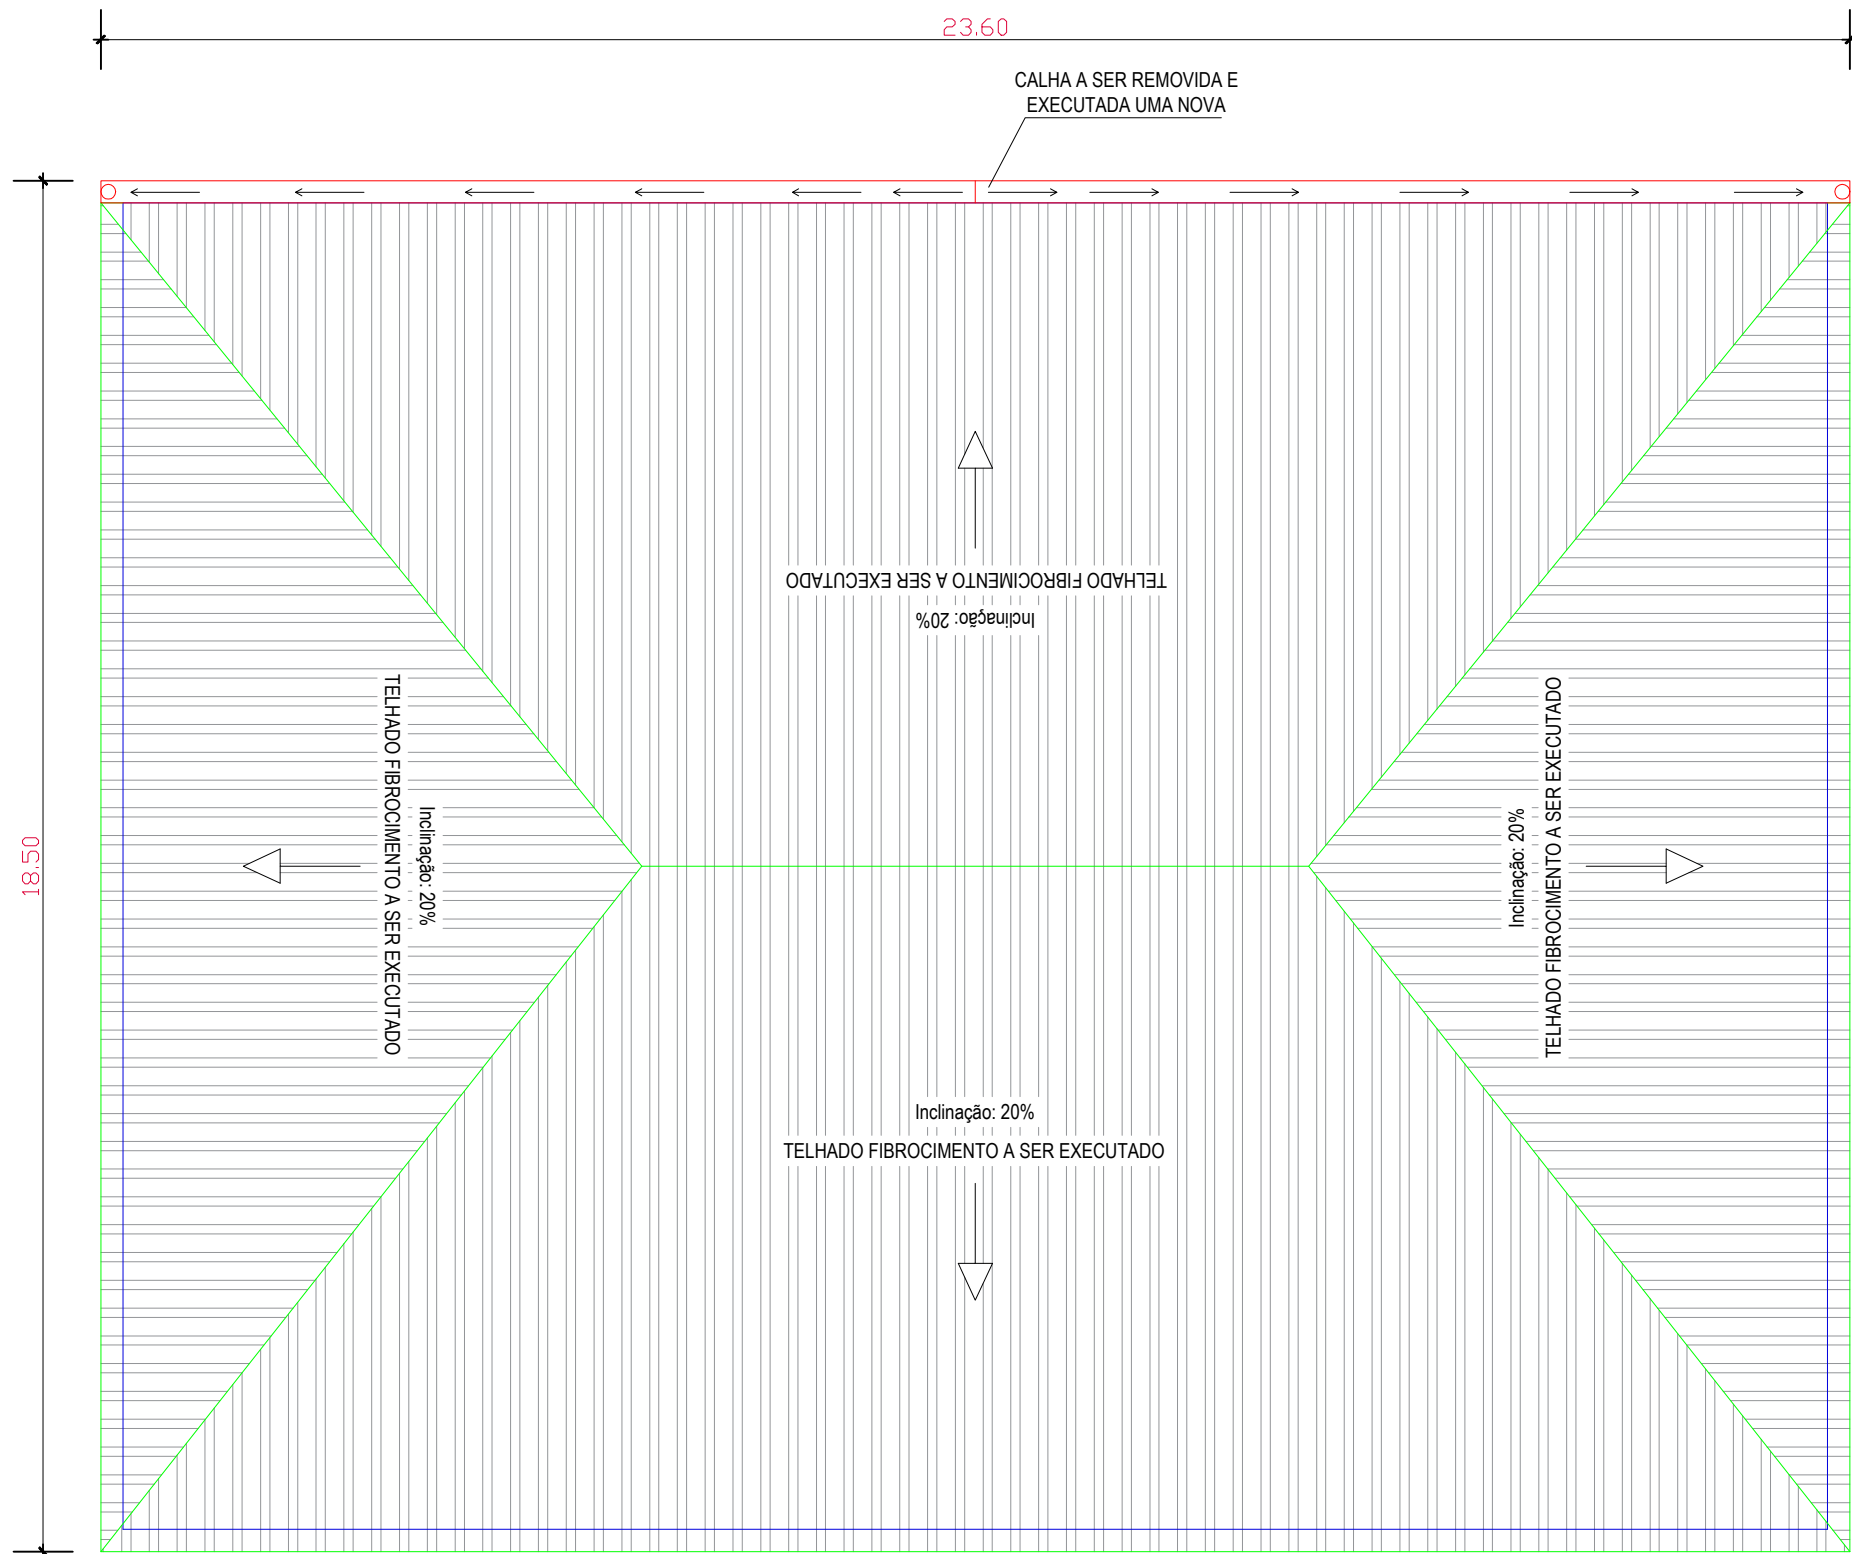 23.60
CALHA A SER REMOVIDA E
EXECUTADA UMA NOVA
TELHADO FIBROCIMENTO A SER EXECUTADO
Inclinação: 20%
TELHADO FIBROCIMENTO A SER EXECUTADO
Inclinação: 20%
Inclinação: 20%
TELHADO FIBROCIMENTO A SER EXECUTADO
18.50
Inclinação: 20%
TELHADO FIBROCIMENTO A SER EXECUTADO